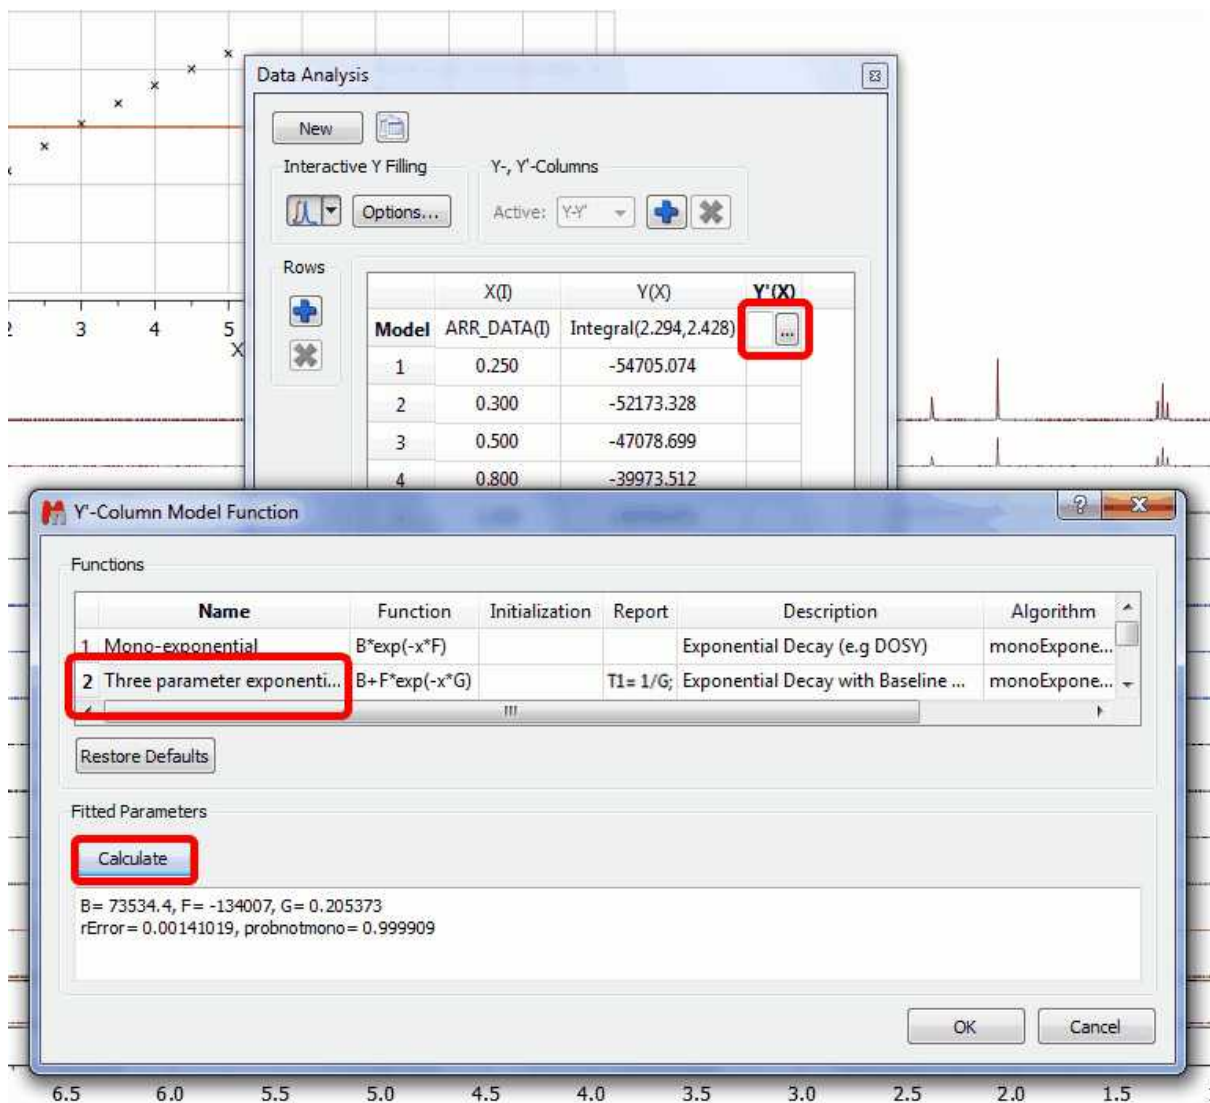 Data Analysis
New
Interactive Y Filling
Y-, Y'-Columns
Options...
Active: Y-Y'
Rows
X(I) Y(X) Y'(X)
Model ARR_DATA(I) Integral(2.294,2.428) ...
1 0.250 -54705.074
2 0.300 -52173.328
3 0.500 -47078.699
4 0.800 -39973.512
2 3 4 5
X
Y'-Column Model Function
Functions
Name Function Initialization Report Description Algorithm
1 Mono-exponential B*exp(-x*F) Exponential Decay (e.g DOSY) monoExpone...
2 Three parameter exponenti... B+F*exp(-x*G) T1= 1/G; Exponential Decay with Baseline ... monoExpone...
Restore Defaults
Fitted Parameters
Calculate
B= 73534.4, F= -134007, G= 0.205373
rError= 0.00141019, probnotmono= 0.999909
OK Cancel
6.5 6.0 5.5 5.0 4.5 4.0 3.5 3.0 2.5 2.0 1.5